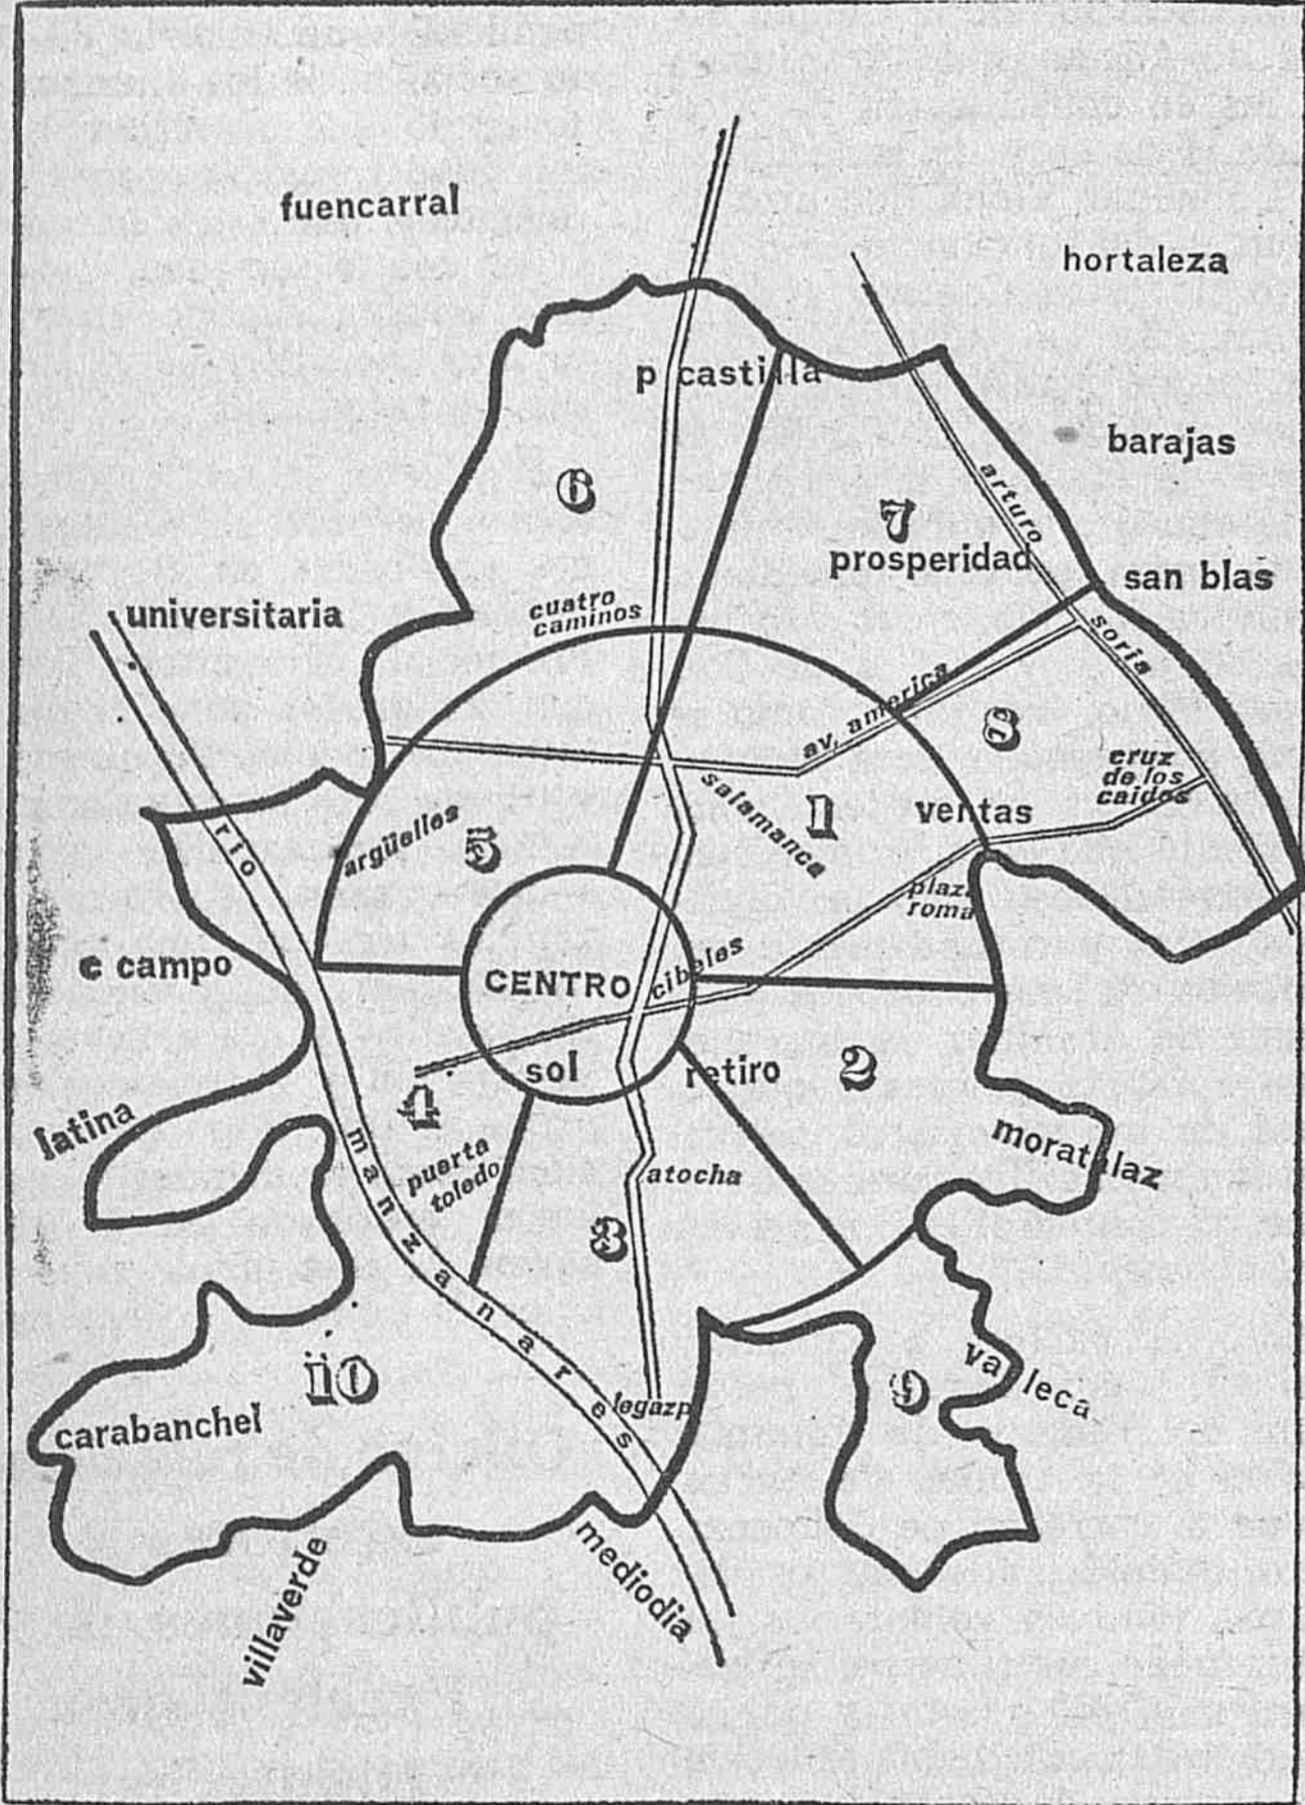 fuencarral
hortaleza
p castilla
barajas
6
arturo
7
prosperidad
san blas
cuatro
caminos
universitaria
soria
av. america
8
cruz
de los
caidos
salamanca
1
ventas
argüelles
5
rio
plaza
roma
c campo
CENTRO
cibeles
sol
retiro
2
4
latina
manzanares
puerta
toledo
moratalaz
atocha
3
vallecas
10
9
carabanchel
legazpi
mediodia
villaverde